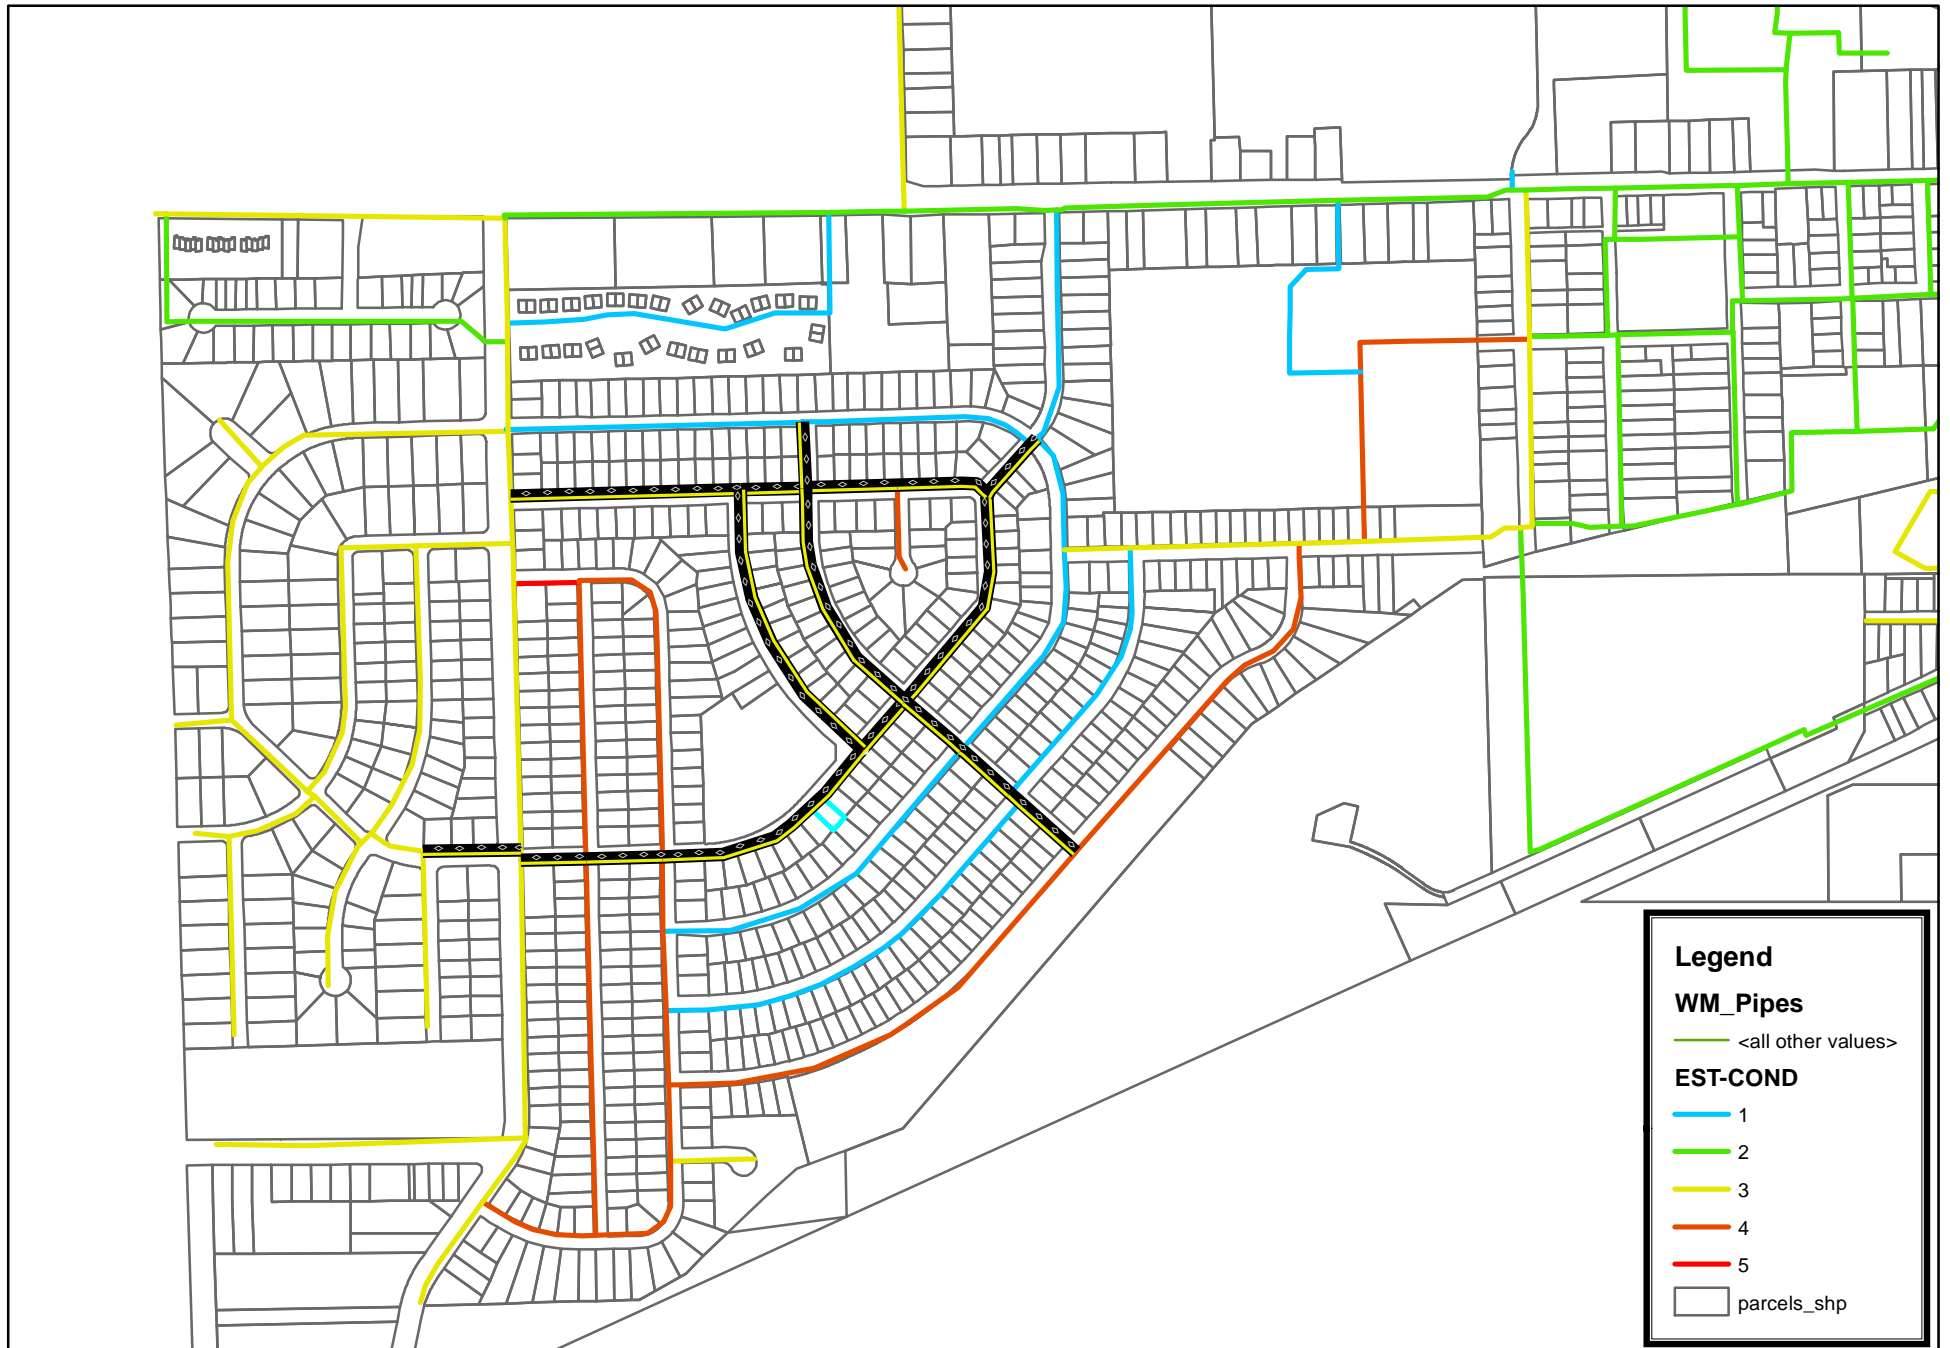 Legend
WM_Pipes
<all other values>
EST-COND
1
2
3
4
5
parcels_shp